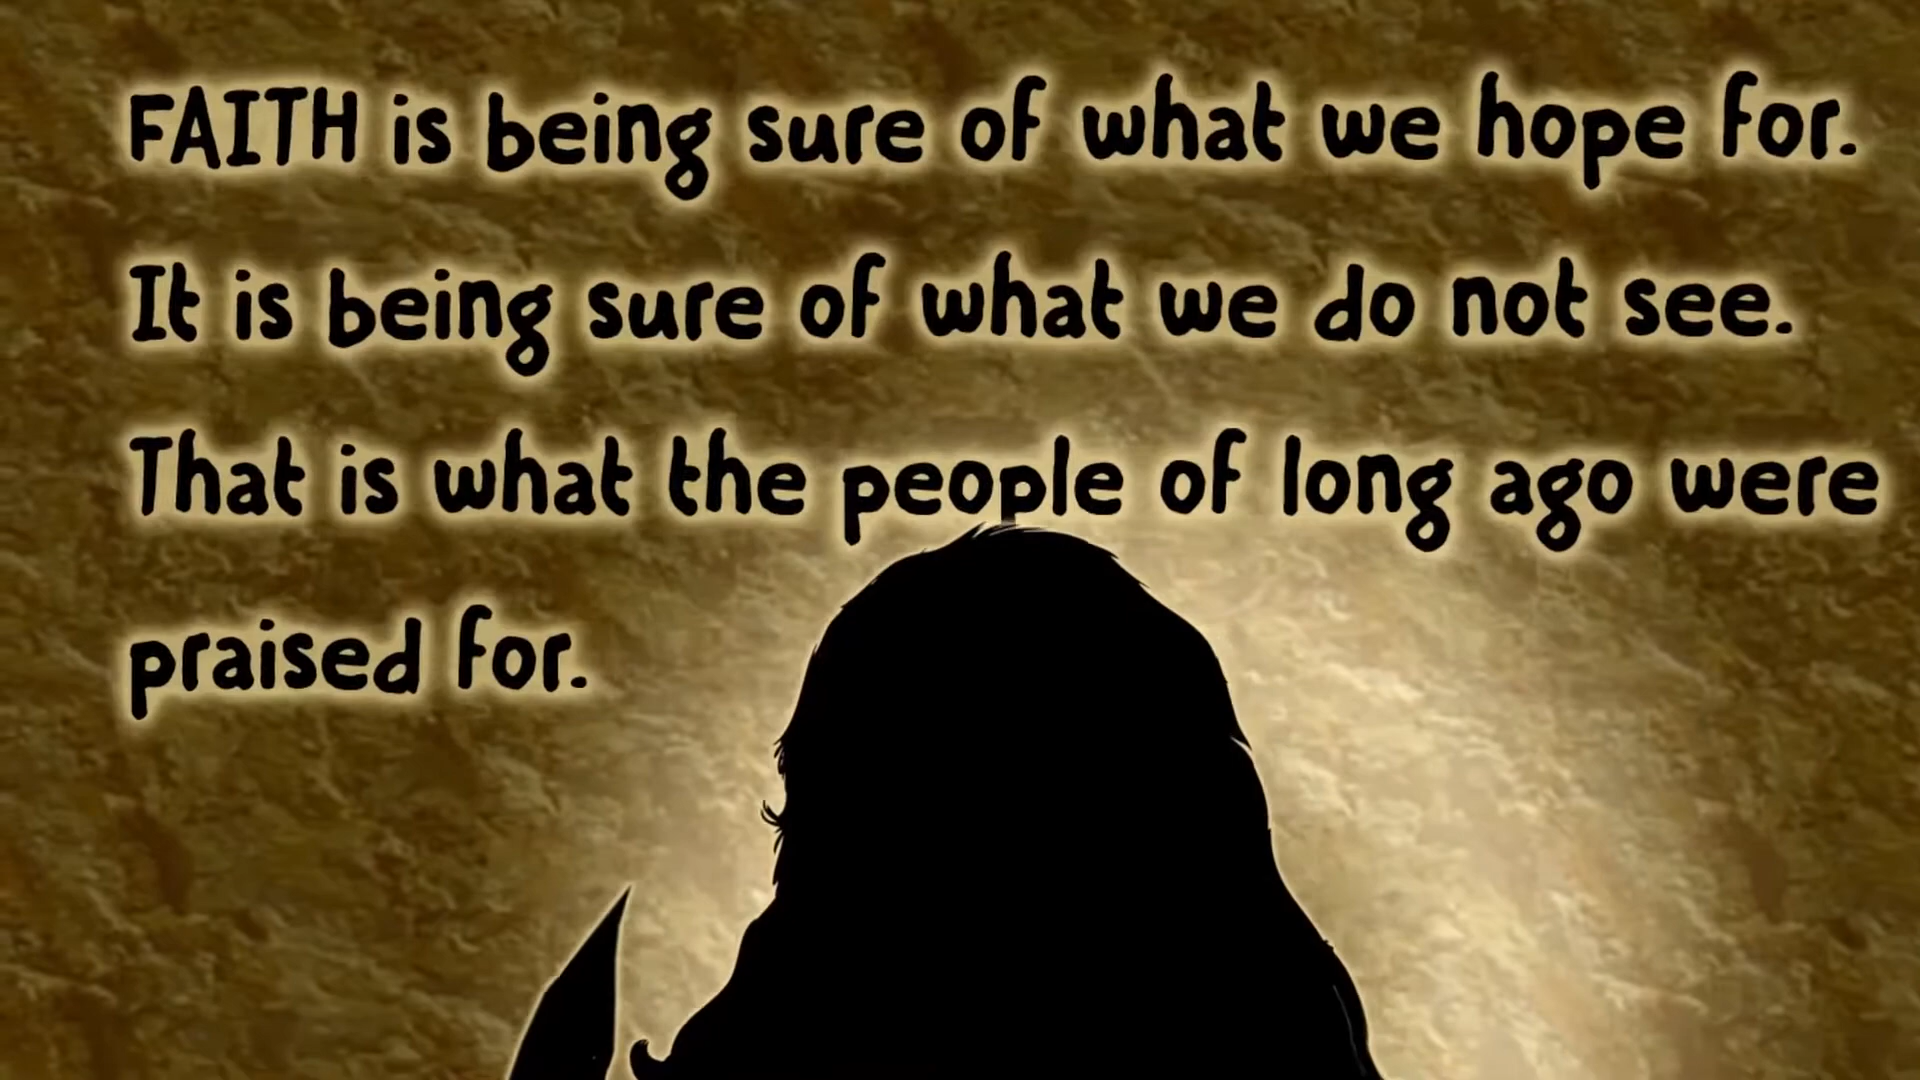 FAITH is being sure of what we hope for.
It is being sure of what we do not see.
That is what the people of long ago were
praised for.